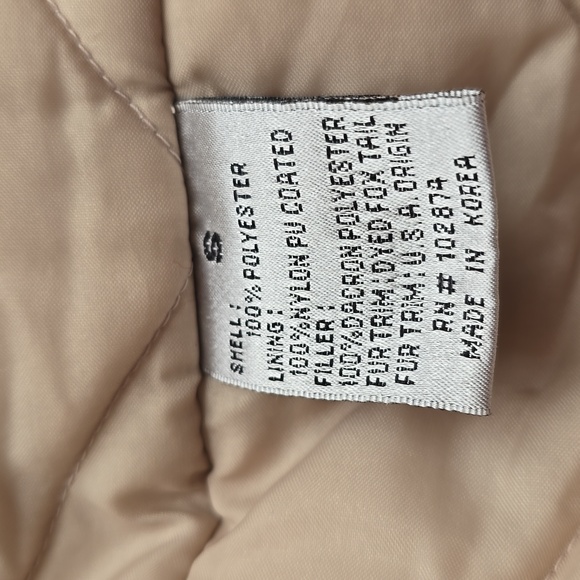 S
SHELL:
100% POLYESTER
LINING:
100%NYLON PU COATED
FILLER:
100%DACRON POLYESTER
FUR TRIM:DYED FOX TAIL
FUR TRIM:U.S.A. ORIGIN
RN# 102874
MADE IN KOREA